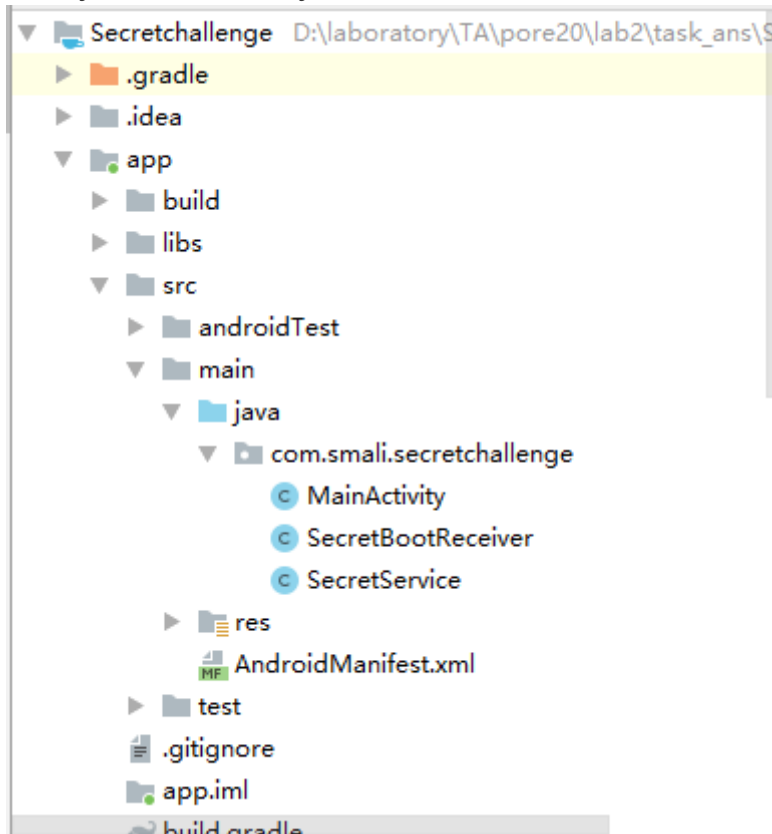 Secretchallenge D:\laboratory\TA\pore20\lab2\task_ans\S
.gradle
.idea
app
build
libs
src
androidTest
main
java
com.smali.secretchallenge
C MainActivity
C SecretBootReceiver
C SecretService
res
MF AndroidManifest.xml
test
.gitignore
app.iml
build.gradle